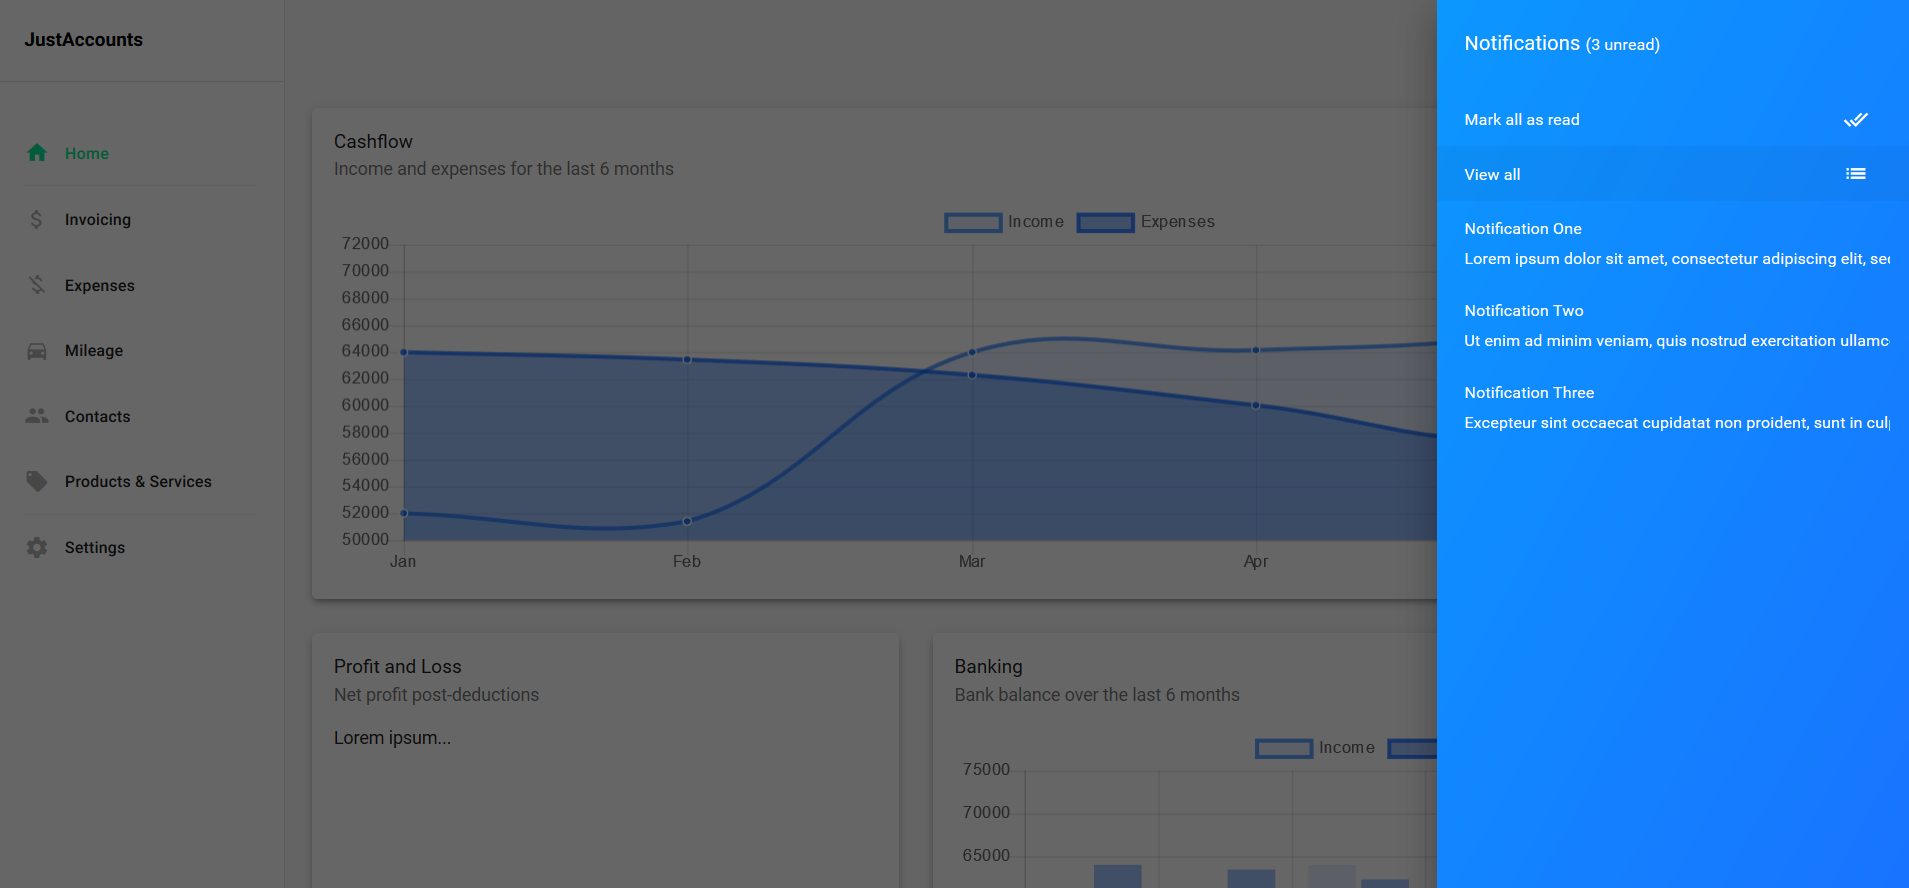 JustAccounts
Home
Invoicing
Expenses
Mileage
Contacts
Products & Services
Settings
Cashflow
Income and expenses for the last 6 months
Income Expenses
72000
70000
68000
66000
64000
62000
60000
58000
56000
54000
52000
50000
Jan Feb Mar Apr
Profit and Loss
Net profit post-deductions
Lorem ipsum...
Banking
Bank balance over the last 6 months
Income
75000
70000
65000
Notifications (3 unread)
Mark all as read
View all
Notification One
Lorem ipsum dolor sit amet, consectetur adipiscing elit, sed
Notification Two
Ut enim ad minim veniam, quis nostrud exercitation ullamc
Notification Three
Excepteur sint occaecat cupidatat non proident, sunt in cul